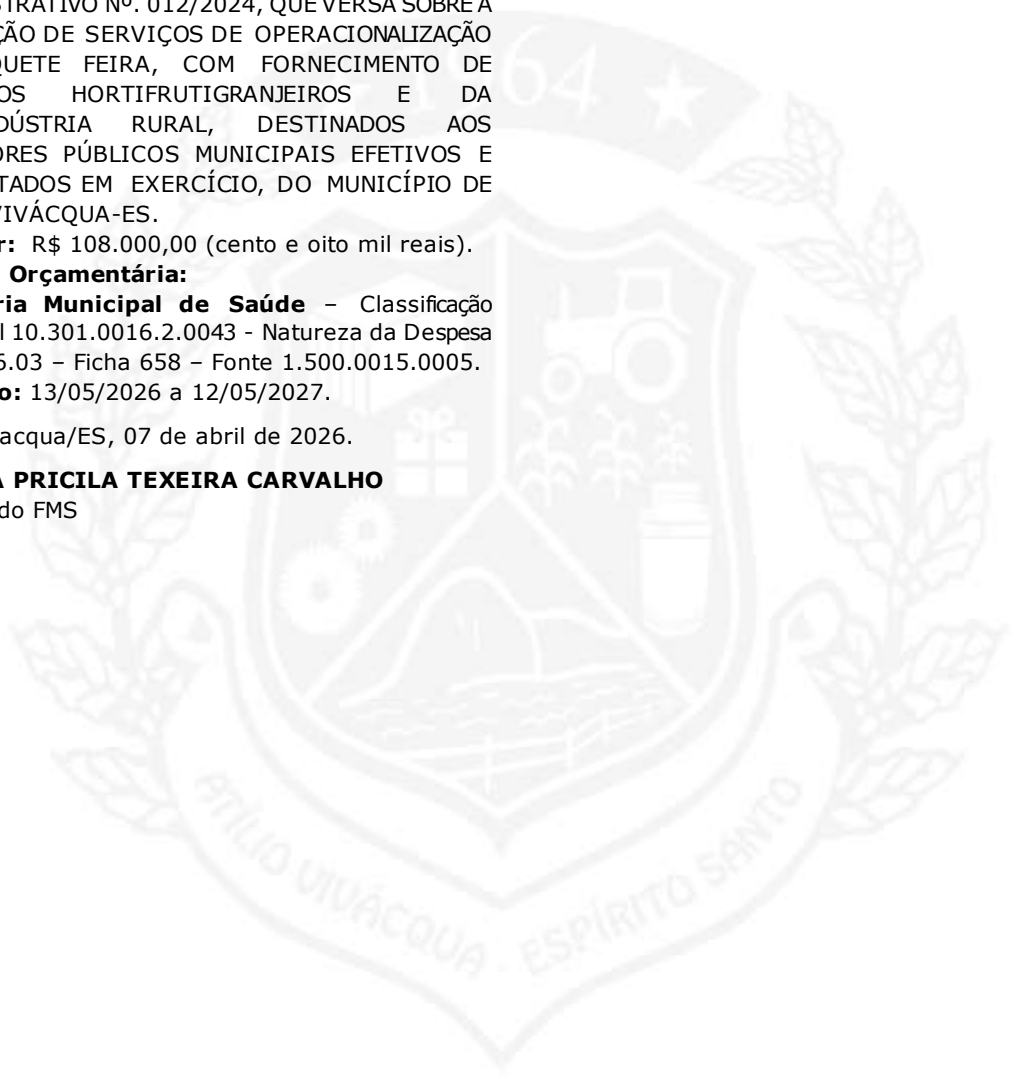 STRATIVO Nº. 012/2024, QUE VERSA SOBRE A
ÇÃO DE SERVIÇOS DE OPERACIONALIZAÇÃO
QUETE FEIRA, COM FORNECIMENTO DE
OS HORTIFRUTIGRANJEIROS E DA
DÚSTRIA RURAL, DESTINADOS AOS
ORES PÚBLICOS MUNICIPAIS EFETIVOS E
TADOS EM EXERCÍCIO, DO MUNICÍPIO DE
VIVÁCQUA-ES.
r: R$ 108.000,00 (cento e oito mil reais).
Orçamentária:
ria Municipal de Saúde – Classificação
l 10.301.0016.2.0043 - Natureza da Despesa
6.03 – Ficha 658 – Fonte 1.500.0015.0005.
o: 13/05/2026 a 12/05/2027.
acqua/ES, 07 de abril de 2026.
A PRICILA TEXEIRA CARVALHO
do FMS
1964
ATÍLIO VIVÁCQUA - ESPÍRITO SANTO